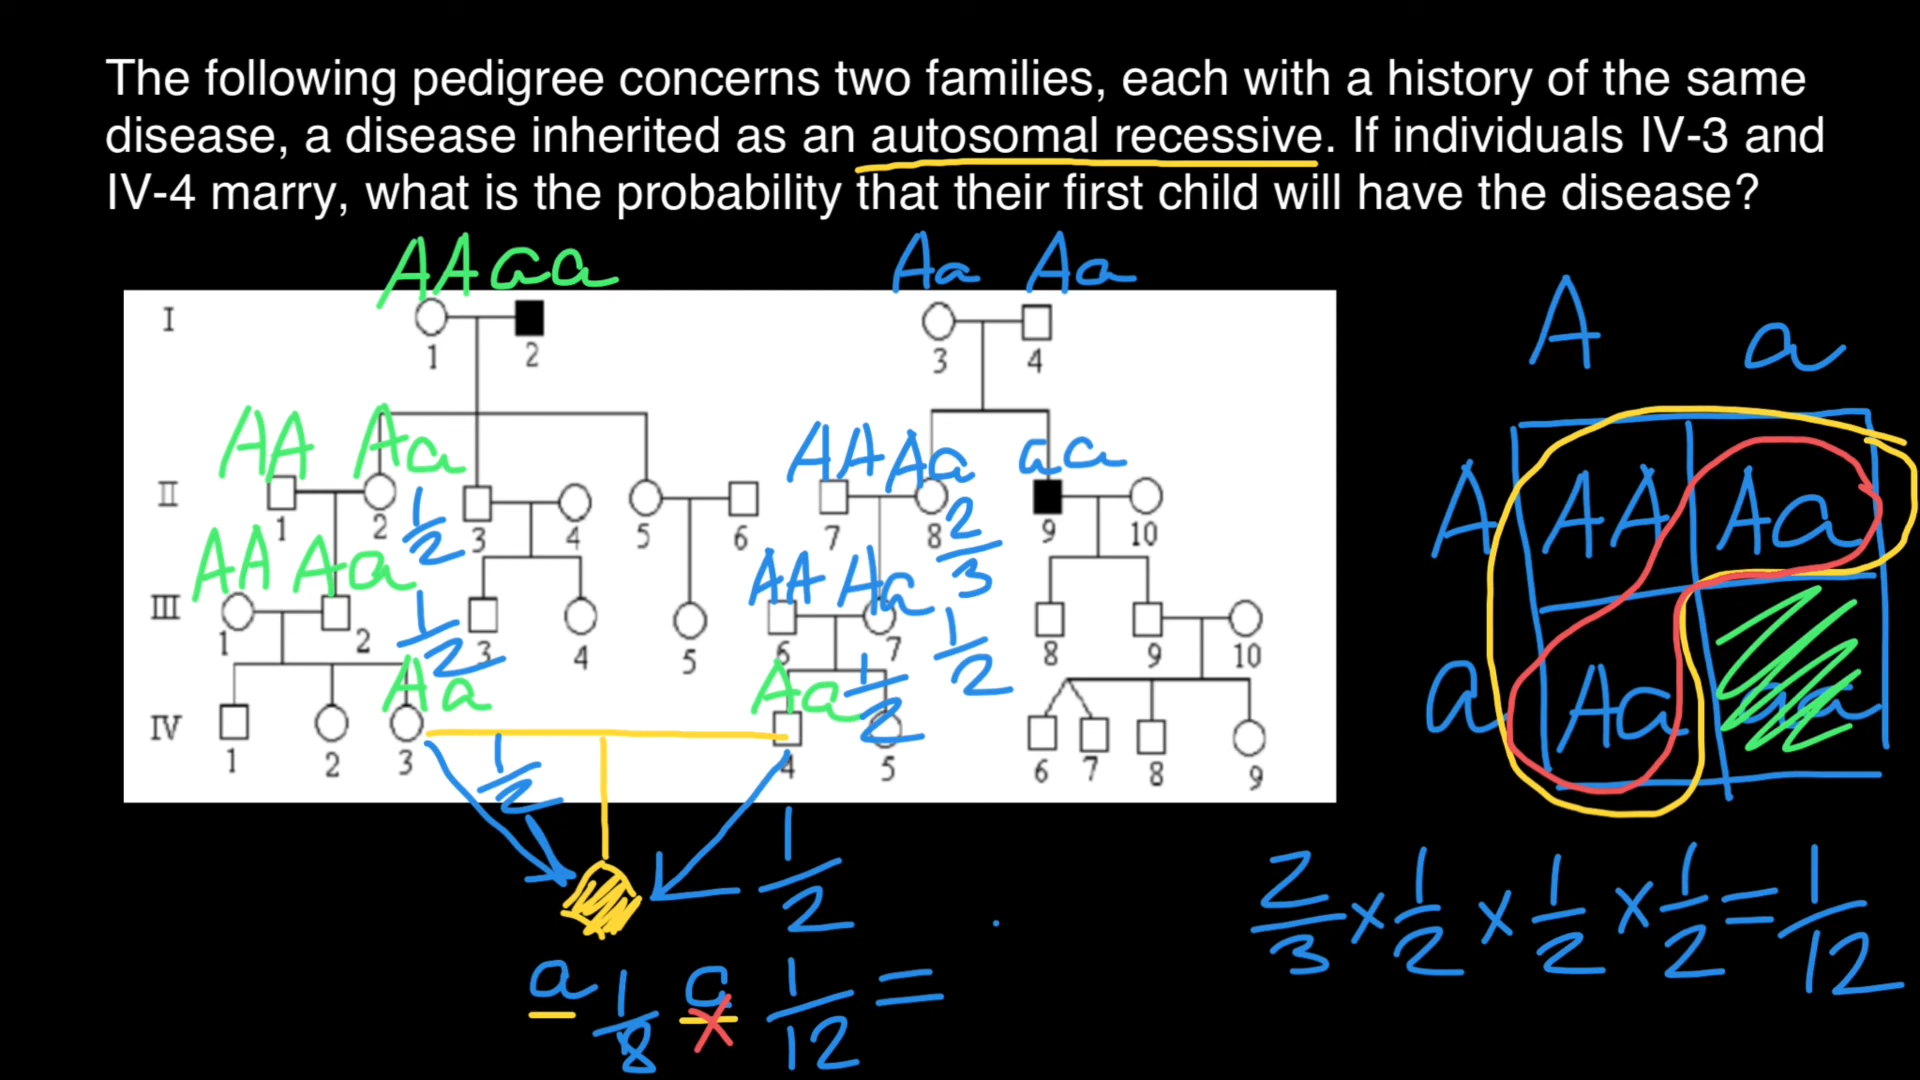 The following pedigree concerns two families, each with a history of the same
disease, a disease inherited as an autosomal recessive. If individuals IV-3 and
IV-4 marry, what is the probability that their first child will have the disease?
AA aa Aa Aa
A a
I
1 2 3 4
AA Aa AA Aa aa
A AA Aa
II
1 2 1/2 3 4 5 6 7 8 2/3 9 10
AA Aa AA Aa
III
1 2 1/2 3 4 5 6 7 1/2 8 9 10
Aa Aa 1/2
a Aa aa
IV
1 2 3 4 5 6 7 8 9
1/2
1/2
2/3 × 1/2 × 1/2 × 1/2 = 1/12
a 1/8 a × 1/12 =